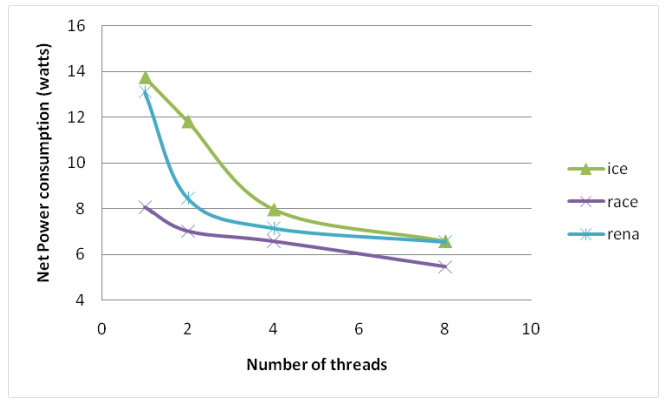 Net Power consumption (watts)
16
14
12
10
8
6
4
0
2
4
6
8
10
Number of threads
ice
race
rena